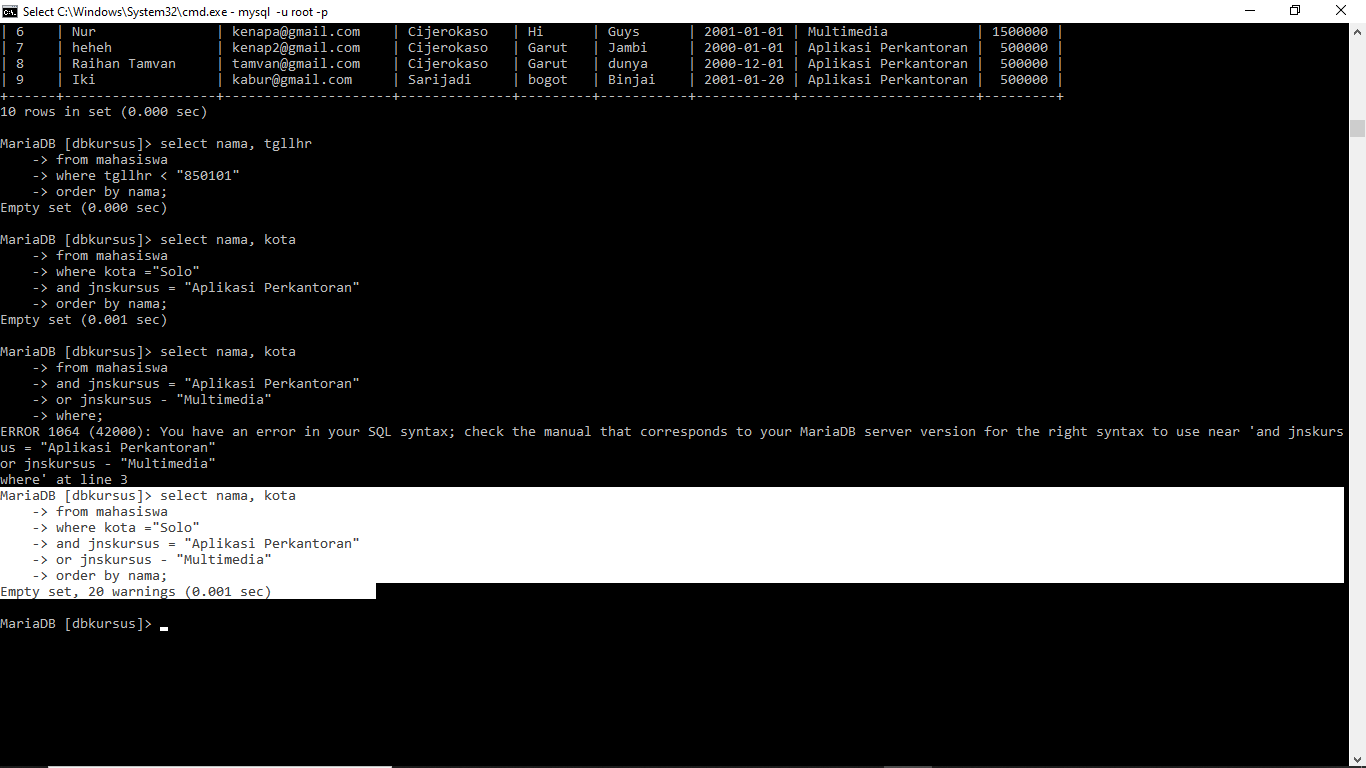 Select C:\Windows\System32\cmd.exe - mysql -u root -p
| 6 | Nur | kenapa@gmail.com | Cijerokaso | Hi | Guys | 2001-01-01 | Multimedia | 1500000 |
| 7 | heheh | kenap2@gmail.com | Cijerokaso | Garut | Jambi | 2000-01-01 | Aplikasi Perkantoran | 500000 |
| 8 | Raihan Tamvan | tamvan@gmail.com | Cijerokaso | Garut | dunya | 2000-12-01 | Aplikasi Perkantoran | 500000 |
| 9 | Iki | kabur@gmail.com | Sarijadi | bogot | Binjai | 2001-01-20 | Aplikasi Perkantoran | 500000 |
+------+-------------------+---------------------+--------------+---------+-----------+------------+----------------------+---------+
10 rows in set (0.000 sec)
MariaDB [dbkursus]> select nama, tgllhr
-> from mahasiswa
-> where tgllhr < "850101"
-> order by nama;
Empty set (0.000 sec)
MariaDB [dbkursus]> select nama, kota
-> from mahasiswa
-> where kota ="Solo"
-> and jnskursus = "Aplikasi Perkantoran"
-> order by nama;
Empty set (0.001 sec)
MariaDB [dbkursus]> select nama, kota
-> from mahasiswa
-> and jnskursus = "Aplikasi Perkantoran"
-> or jnskursus - "Multimedia"
-> where;
ERROR 1064 (42000): You have an error in your SQL syntax; check the manual that corresponds to your MariaDB server version for the right syntax to use near 'and jnskurs
us = "Aplikasi Perkantoran"
or jnskursus - "Multimedia"
where' at line 3
MariaDB [dbkursus]> select nama, kota
-> from mahasiswa
-> where kota ="Solo"
-> and jnskursus = "Aplikasi Perkantoran"
-> or jnskursus - "Multimedia"
-> order by nama;
Empty set, 20 warnings (0.001 sec)
MariaDB [dbkursus]>